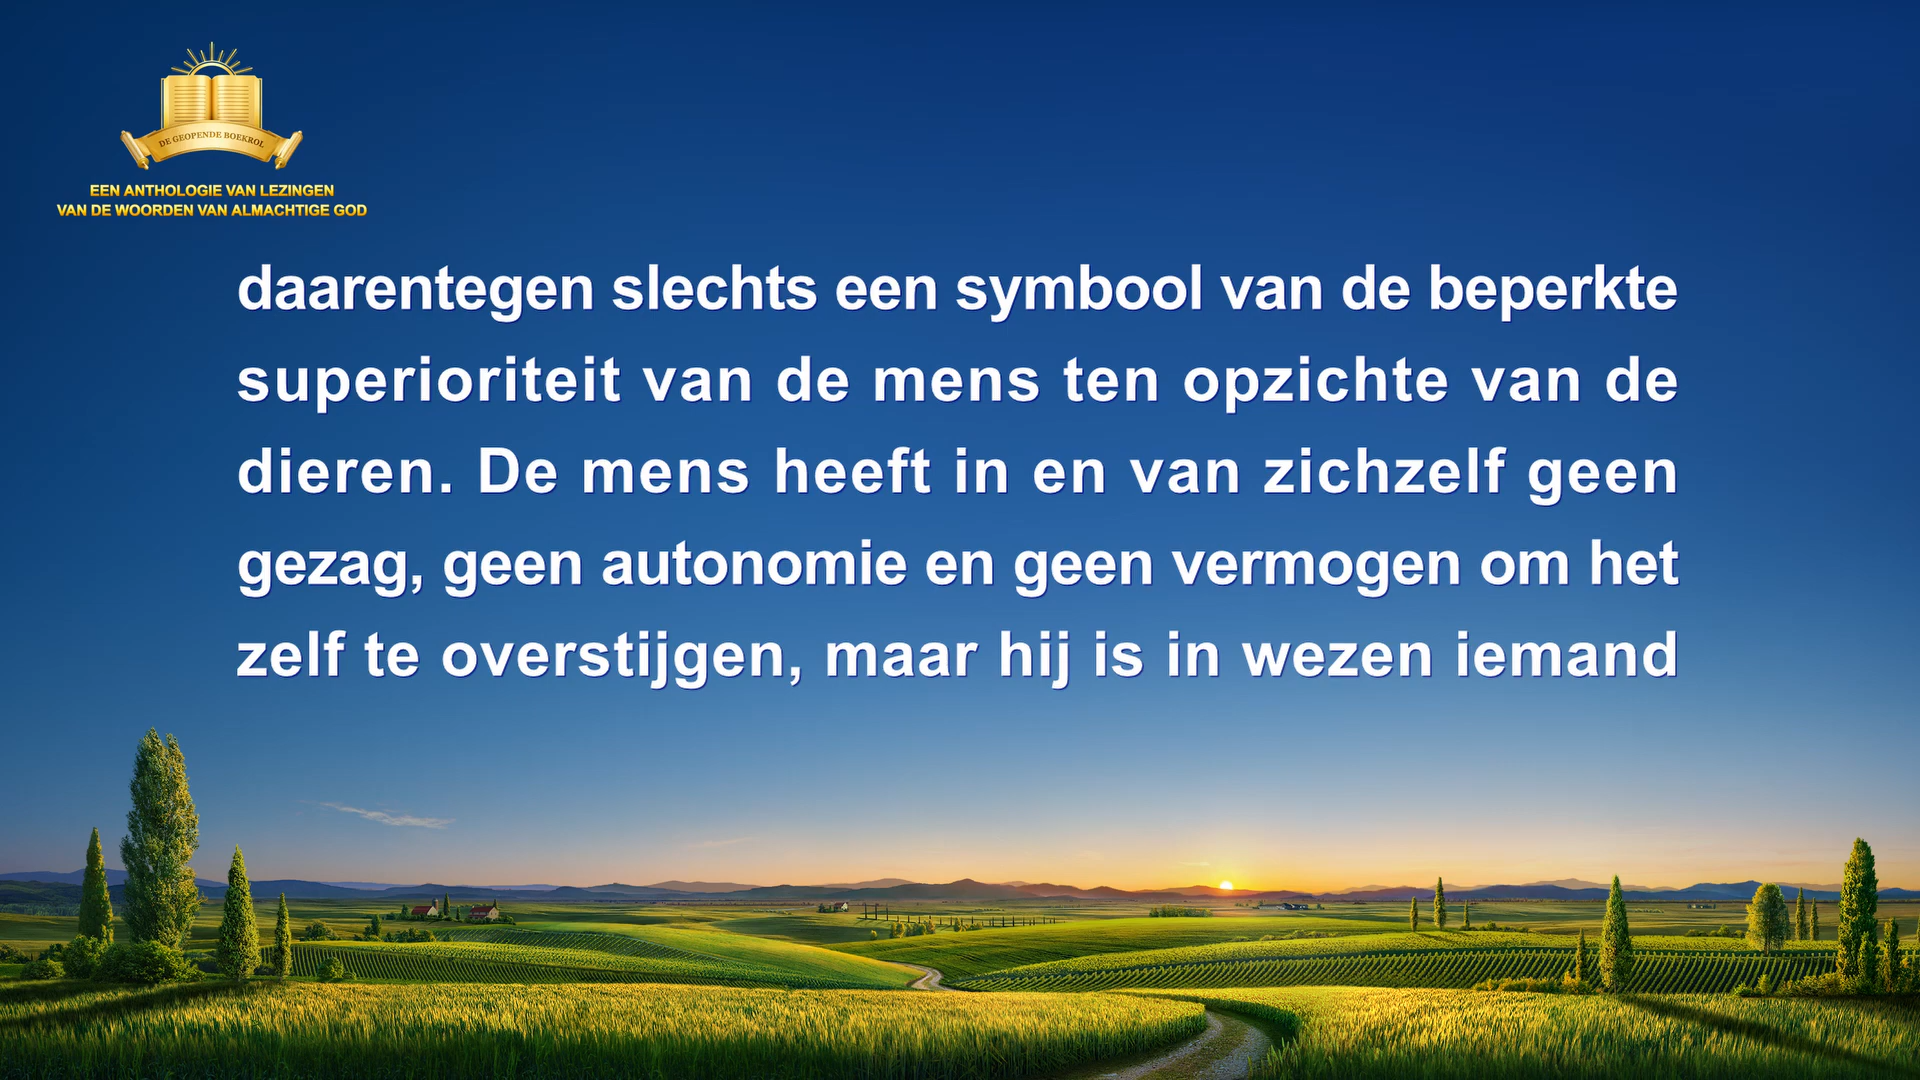 DE GEOPENDE BOEKROL
EEN ANTHOLOGIE VAN LEZINGEN
VAN DE WOORDEN VAN ALMACHTIGE GOD
daarentegen slechts een symbool van de beperkte
superioriteit van de mens ten opzichte van de
dieren. De mens heeft in en van zichzelf geen
gezag, geen autonomie en geen vermogen om het
zelf te overstijgen, maar hij is in wezen iemand